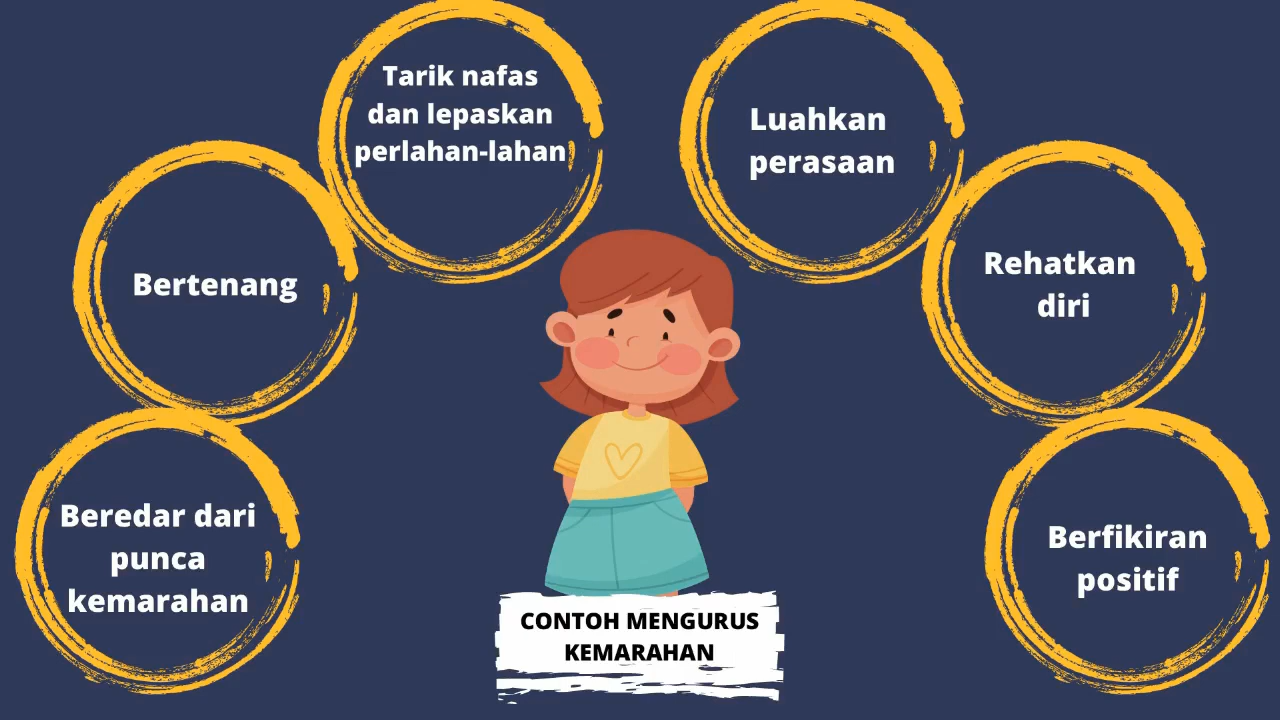 Tarik nafas
dan lepaskan
perlahan-lahan
Luahkan
perasaan
Bertenang
Rehatkan
diri
Beredar dari
punca
kemarahan
Berfikiran
positif
CONTOH MENGURUS
KEMARAHAN